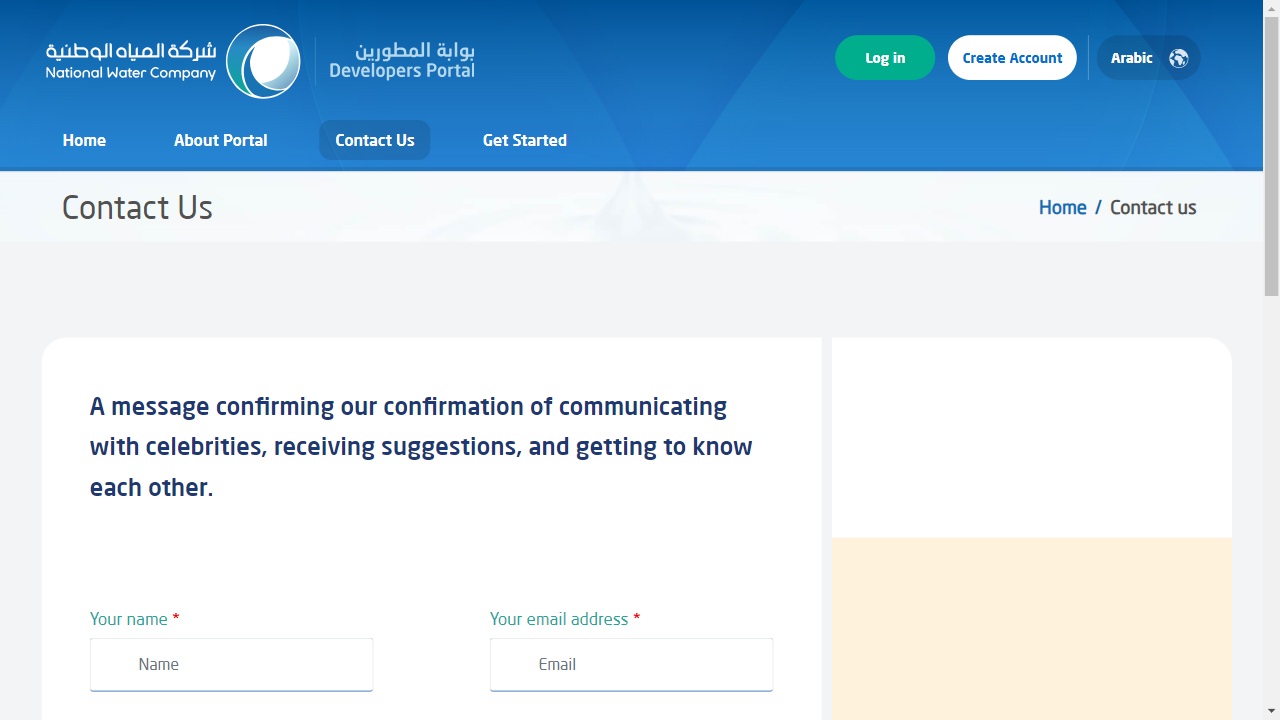 شركة المياه الوطنية
National Water Company
بوابة المطورين
Developers Portal
Log in
Create Account
Arabic
Home
About Portal
Contact Us
Get Started
Contact Us
Home / Contact us
A message confirming our confirmation of communicating
with celebrities, receiving suggestions, and getting to know
each other.
Your name *
Your email address *
Name
Email